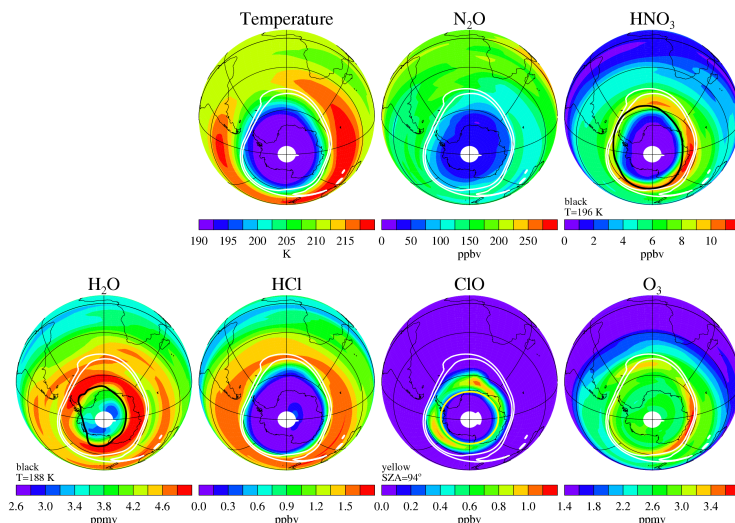 Temperature
N₂O
HNO₃
black
T=196 K
190 195 200 205 210 215
K
0 50 100 150 200 250
ppbv
0 2 4 6 8 10
ppbv
H₂O
HCl
ClO
O₃
black
T=188 K
yellow
SZA=94°
2.6 3.0 3.4 3.8 4.2 4.6
ppmv
0.0 0.3 0.6 0.9 1.2 1.5
ppbv
0.0 0.2 0.4 0.6 0.8 1.0
ppbv
1.4 1.8 2.2 2.6 3.0 3.4
ppmv